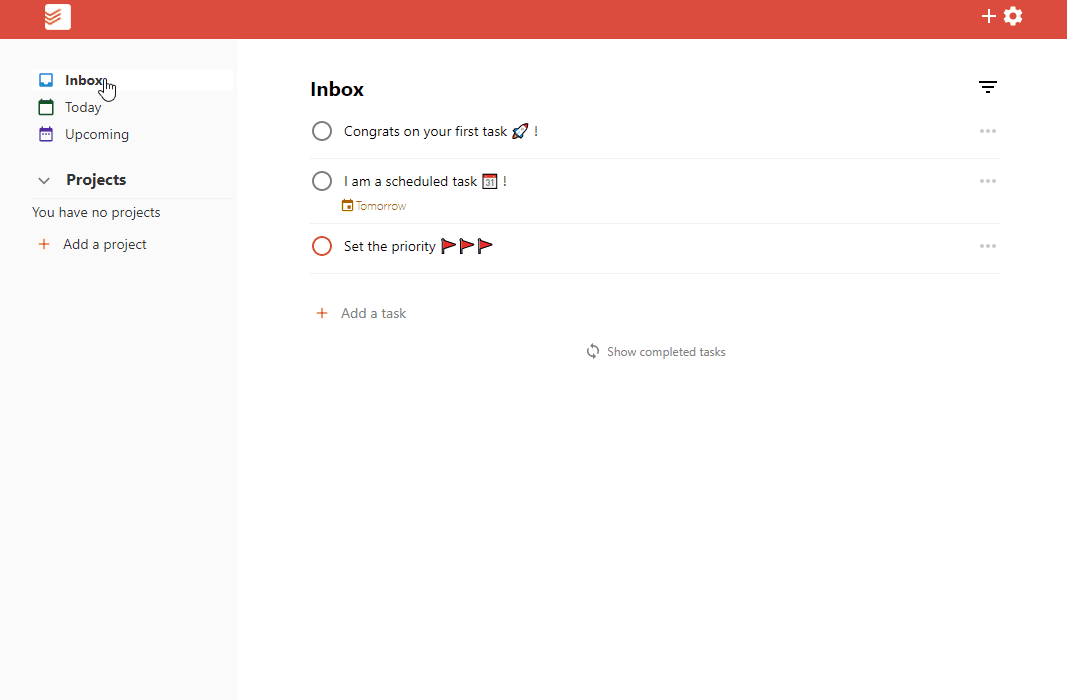 Inbox
Today
Upcoming
Projects
You have no projects
Add a project
Inbox
Congrats on your first task 🚀 !
I am a scheduled task 📅 !
Tomorrow
Set the priority 🚩🚩🚩
Add a task
Show completed tasks